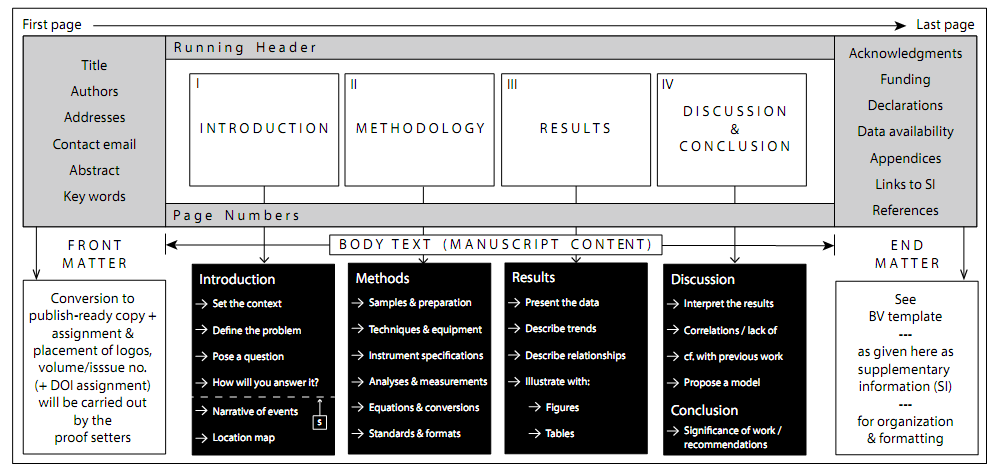 First page
Last page
Running Header
Title
Authors
Addresses
Contact email
Abstract
Key words
I
INTRODUCTION
II
METHODOLOGY
III
RESULTS
IV
DISCUSSION
&
CONCLUSION
Acknowledgments
Funding
Declarations
Data availability
Appendices
Links to SI
References
Page Numbers
FRONT
MATTER
BODY TEXT (MANUSCRIPT CONTENT)
END
MATTER
Conversion to
publish-ready copy +
assignment &
placement of logos,
volume/isssue no.
(+ DOI assignment)
will be carried out
by the
proof setters
Introduction
→ Set the context
→ Define the problem
→ Pose a question
→ How will you answer it?
→ Narrative of events
5
→ Location map
Methods
→ Samples & preparation
→ Techniques & equipment
→ Instrument specifications
→ Analyses & measurements
→ Equations & conversions
→ Standards & formats
Results
→ Present the data
→ Describe trends
→ Describe relationships
→ Illustrate with:
→ Figures
→ Tables
Discussion
→ Interpret the results
→ Correlations / lack of
→ cf. with previous work
→ Propose a model
Conclusion
→ Significance of work /
recommendations
See
BV template
---
as given here as
supplementary
information (SI)
---
for organization
& formatting